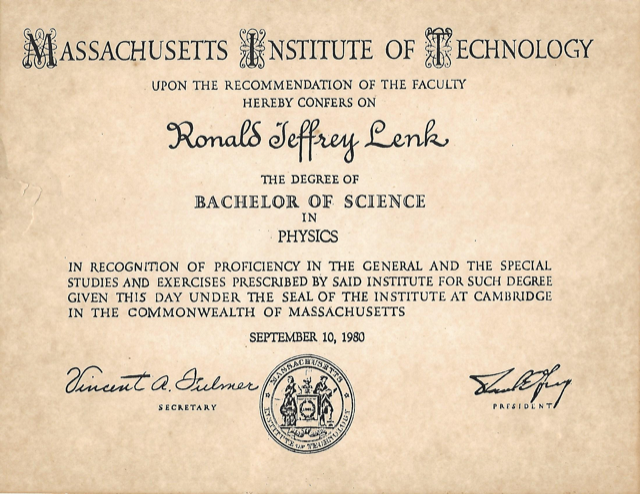 MASSACHUSETTS INSTITUTE OF TECHNOLOGY
UPON THE RECOMMENDATION OF THE FACULTY
HEREBY CONFERS ON
Ronald Jeffrey Lenk
THE DEGREE OF
BACHELOR OF SCIENCE
IN
PHYSICS
IN RECOGNITION OF PROFICIENCY IN THE GENERAL AND THE SPECIAL
STUDIES AND EXERCISES PRESCRIBED BY SAID INSTITUTE FOR SUCH DEGREE
GIVEN THIS DAY UNDER THE SEAL OF THE INSTITUTE AT CAMBRIDGE
IN THE COMMONWEALTH OF MASSACHUSETTS
SEPTEMBER 10, 1980
Vincent A. Fulmer
SECRETARY
MASSACHUSETTS
INSTITUTE OF TECHNOLOGY
PRESIDENT